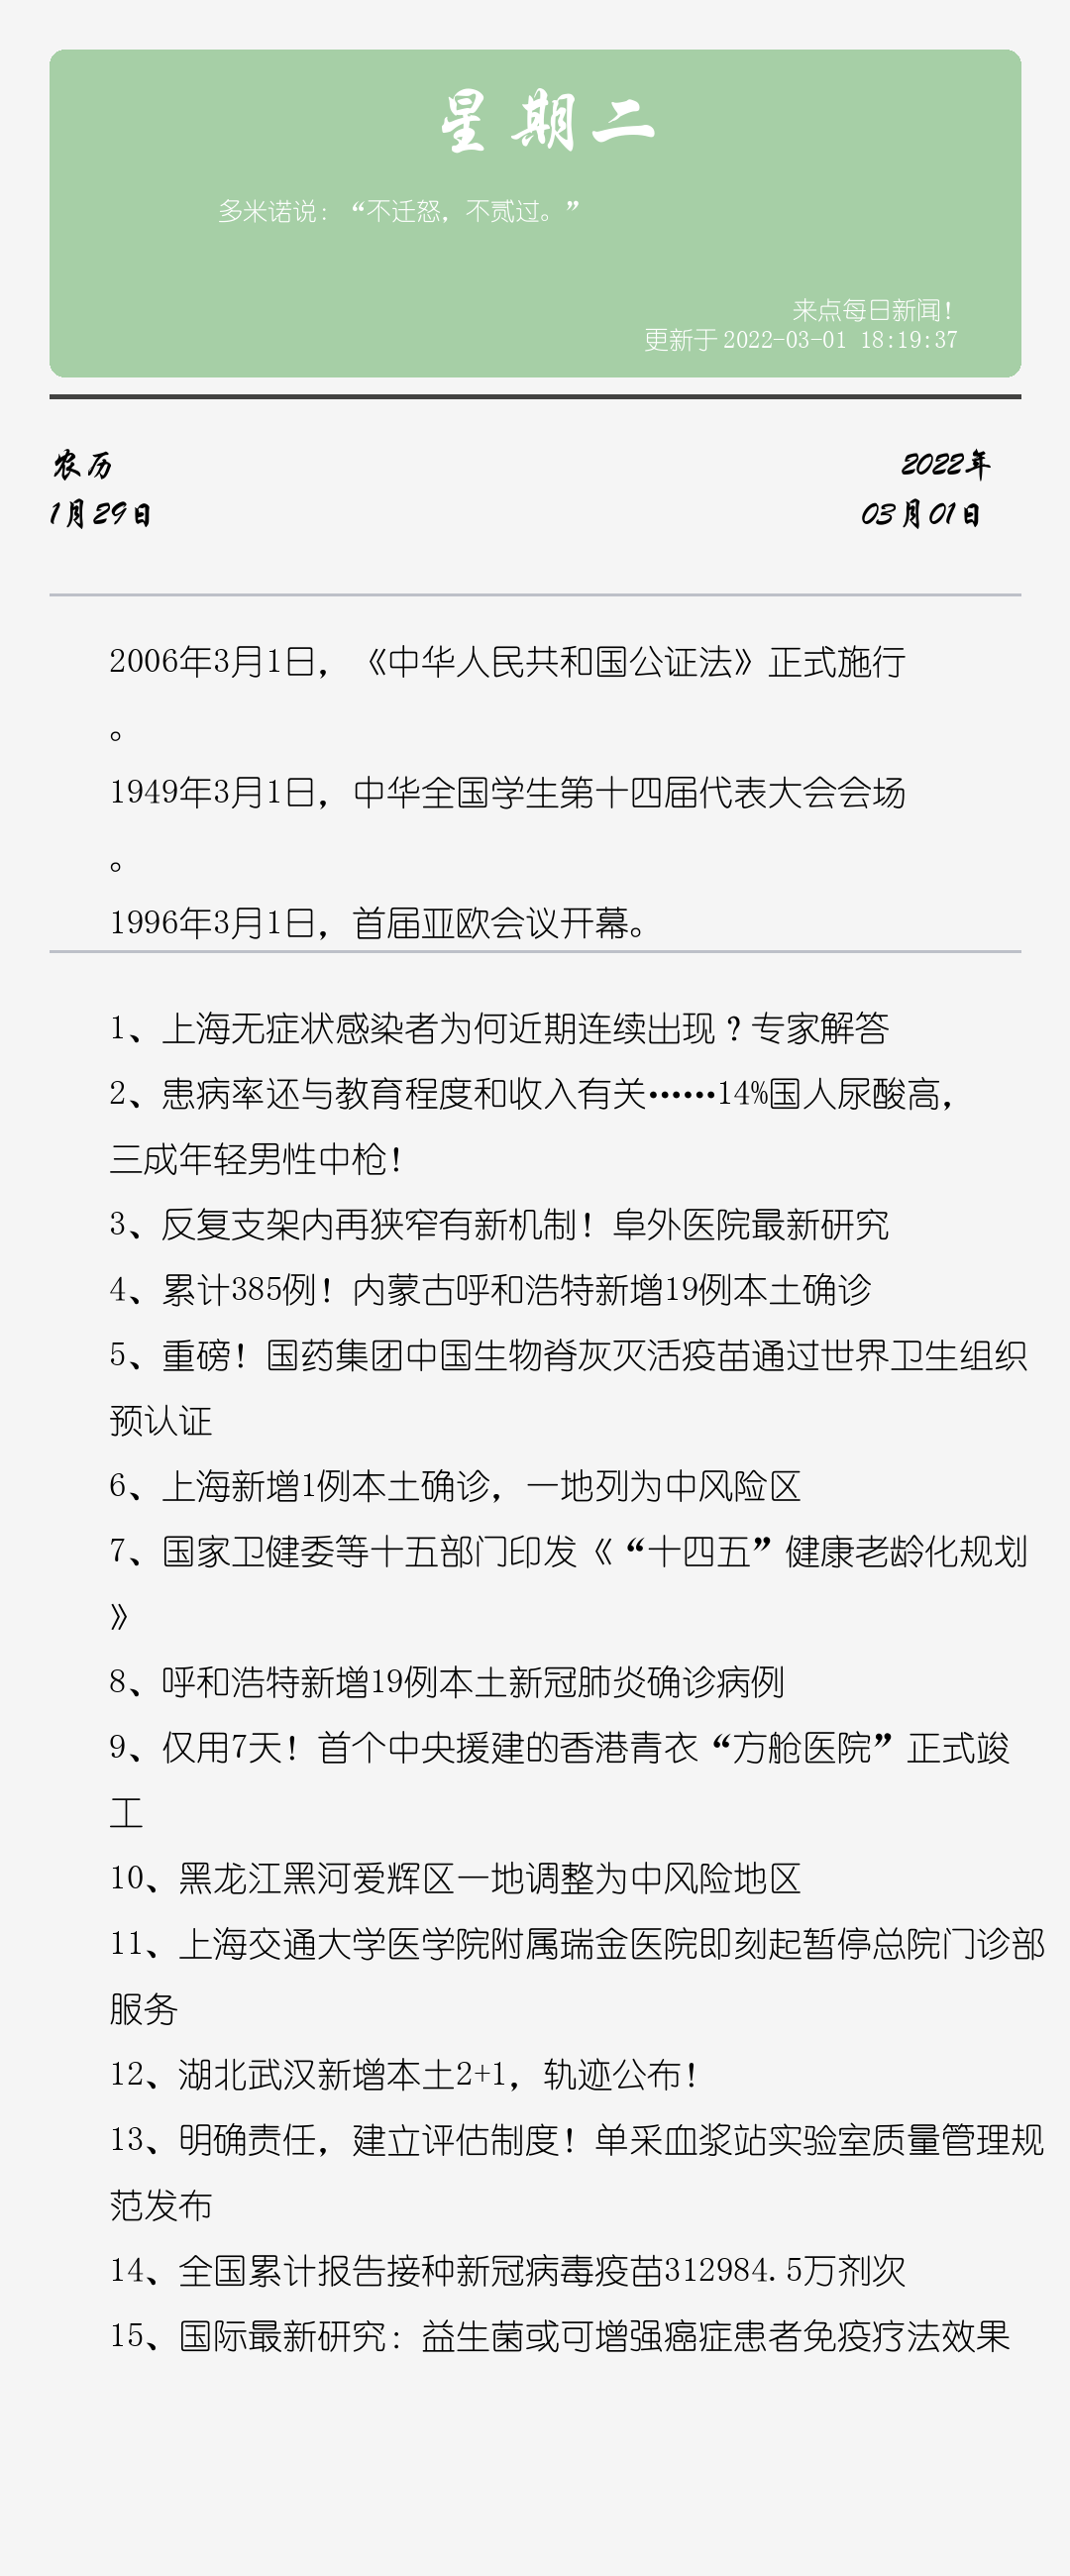 星期二
多米诺说：“不迁怒，不贰过。”
来点每日新闻！
更新于 2022-03-01 18:19:37
农历
2022年
1月29日
03月01日
2006年3月1日，《中华人民共和国公证法》正式施行
。
1949年3月1日，中华全国学生第十四届代表大会会场
。
1996年3月1日，首届亚欧会议开幕。
1、上海无症状感染者为何近期连续出现？专家解答
2、患病率还与教育程度和收入有关……14%国人尿酸高，
三成年轻男性中枪！
3、反复支架内再狭窄有新机制！阜外医院最新研究
4、累计385例！内蒙古呼和浩特新增19例本土确诊
5、重磅！国药集团中国生物脊灰灭活疫苗通过世界卫生组织
预认证
6、上海新增1例本土确诊，一地列为中风险区
7、国家卫健委等十五部门印发《“十四五”健康老龄化规划
》
8、呼和浩特新增19例本土新冠肺炎确诊病例
9、仅用7天！首个中央援建的香港青衣“方舱医院”正式竣
工
10、黑龙江黑河爱辉区一地调整为中风险地区
11、上海交通大学医学院附属瑞金医院即刻起暂停总院门诊部
服务
12、湖北武汉新增本土2+1，轨迹公布！
13、明确责任，建立评估制度！单采血浆站实验室质量管理规
范发布
14、全国累计报告接种新冠病毒疫苗312984.5万剂次
15、国际最新研究：益生菌或可增强癌症患者免疫疗法效果